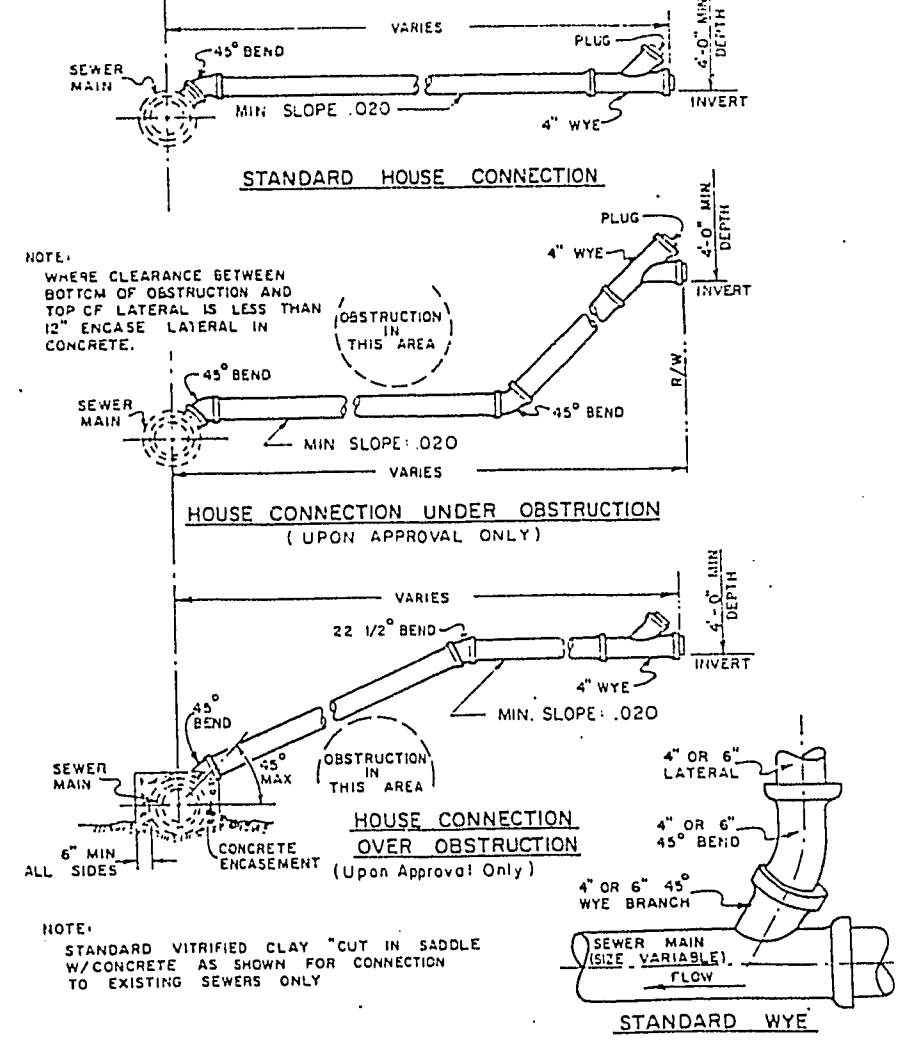 VARIES
45° BEND
PLUG
4'-0" MIN
DEPTH
SEWER
MAIN
MIN SLOPE .020
4" WYE
INVERT
STANDARD HOUSE CONNECTION
PLUG
4" WYE
4'-0" MIN
DEPTH
INVERT
NOTE:
WHERE CLEARANCE BETWEEN
BOTTOM OF OBSTRUCTION AND
TOP OF LATERAL IS LESS THAN
12" ENCASE LATERAL IN
CONCRETE.
OBSTRUCTION
IN
THIS AREA
R/W
45° BEND
SEWER
MAIN
45° BEND
MIN SLOPE: .020
VARIES
HOUSE CONNECTION UNDER OBSTRUCTION
(UPON APPROVAL ONLY)
VARIES
4'-0" MIN
DEPTH
22 1/2° BEND
INVERT
4" WYE
MIN. SLOPE: .020
45°
BEND
45°
MAX
OBSTRUCTION
IN
THIS AREA
SEWER
MAIN
6" MIN
ALL SIDES
CONCRETE
ENCASEMENT
HOUSE CONNECTION
OVER OBSTRUCTION
(Upon Approval Only)
NOTE:
STANDARD VITRIFIED CLAY "CUT IN SADDLE
W/CONCRETE AS SHOWN FOR CONNECTION
TO EXISTING SEWERS ONLY
4" OR 6"
LATERAL
4" OR 6"
45° BEND
4" OR 6" 45°
WYE BRANCH
SEWER MAIN
(SIZE VARIABLE)
FLOW
STANDARD WYE